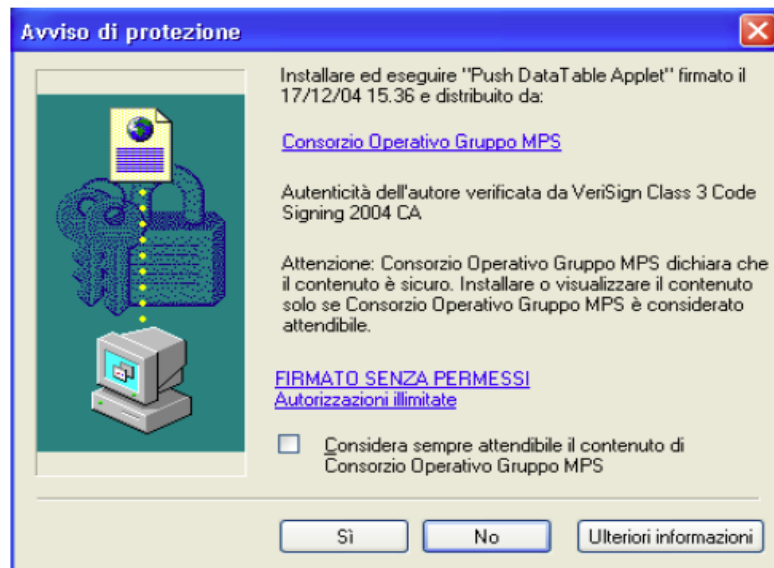 Avviso di protezione
Installare ed eseguire "Push DataTable Applet" firmato il
17/12/04 15.36 e distribuito da:
Consorzio Operativo Gruppo MPS
Autenticità dell'autore verificata da VeriSign Class 3 Code
Signing 2004 CA
Attenzione: Consorzio Operativo Gruppo MPS dichiara che
il contenuto è sicuro. Installare o visualizzare il contenuto
solo se Consorzio Operativo Gruppo MPS è considerato
attendibile.
FIRMATO SENZA PERMESSI
Autorizzazioni illimitate
Considera sempre attendibile il contenuto di
Consorzio Operativo Gruppo MPS
Sì No Ulteriori informazioni